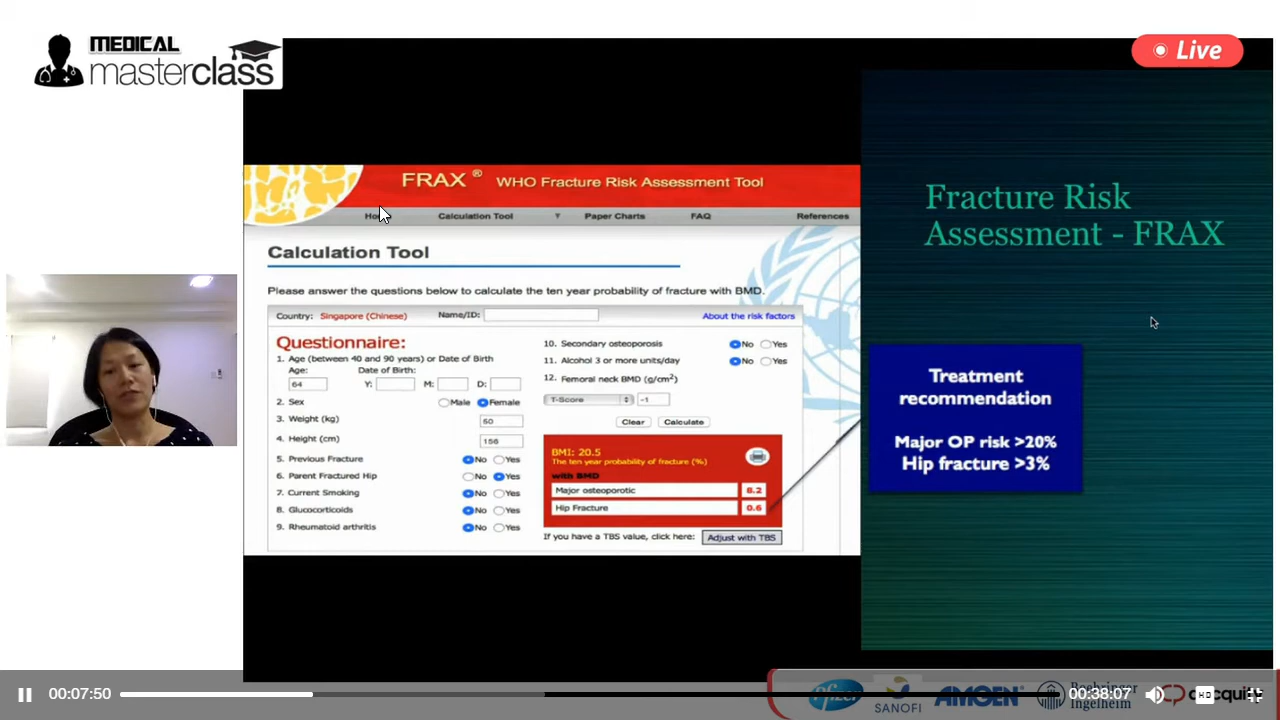 MEDICAL
masterclass
Live
FRAX ® WHO Fracture Risk Assessment Tool
Home Calculation Tool Paper Charts FAQ References
Calculation Tool
Please answer the questions below to calculate the ten year probability of fracture with BMD.
Country: Singapore (Chinese) Name/ID: About the risk factors
Questionnaire:
1. Age (between 40 and 90 years) or Date of Birth
Age: Date of Birth:
64 Y: M: D:
2. Sex Male Female
3. Weight (kg) 50
4. Height (cm) 156
5. Previous Fracture No Yes
6. Parent Fractured Hip No Yes
7. Current Smoking No Yes
8. Glucocorticoids No Yes
9. Rheumatoid arthritis No Yes
10. Secondary osteoporosis No Yes
11. Alcohol 3 or more units/day No Yes
12. Femoral neck BMD (g/cm2)
T-Score -1
Clear Calculate
BMI: 20.5
The ten year probability of fracture (%)
with BMD
Major osteoporotic 8.2
Hip Fracture 0.6
If you have a TBS value, click here: Adjust with TBS
Fracture Risk
Assessment - FRAX
Treatment
recommendation
Major OP risk >20%
Hip fracture >3%
00:07:50
Pfizer
SANOFI
AMGEN
Boehringer
Ingelheim
00:38:07
HD